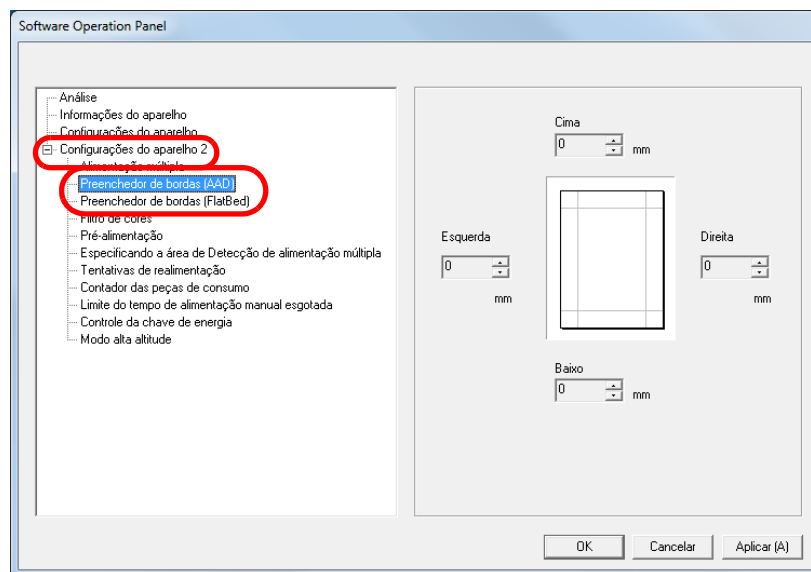 Software Operation Panel
Análise
Informações do aparelho
Configurações do aparelho
Configurações do aparelho 2
Alimentação múltipla
Preenchedor de bordas (AAD)
Preenchedor de bordas (FlatBed)
Filtro de cores
Pré-alimentação
Especificando a área de Detecção de alimentação múltipla
Tentativas de realimentação
Contador das peças de consumo
Limite do tempo de alimentação manual esgotada
Controle da chave de energia
Modo alta altitude
Cima
0 mm
Esquerda
0
mm
Direita
0
mm
Baixo
0 mm
OK Cancelar Aplicar (A)